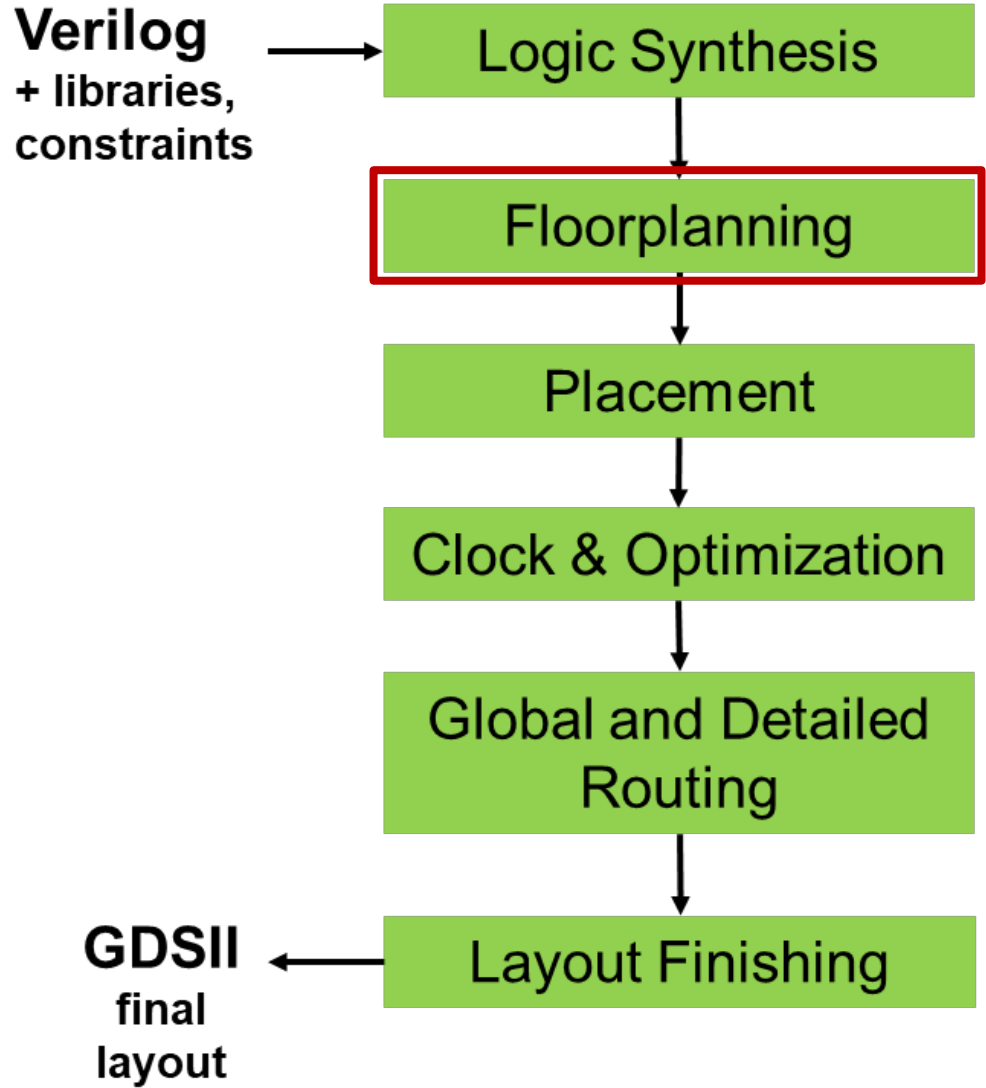 Verilog
+ libraries,
constraints
Logic Synthesis
Floorplanning
Placement
Clock & Optimization
Global and Detailed
Routing
Layout Finishing
GDSII
final
layout